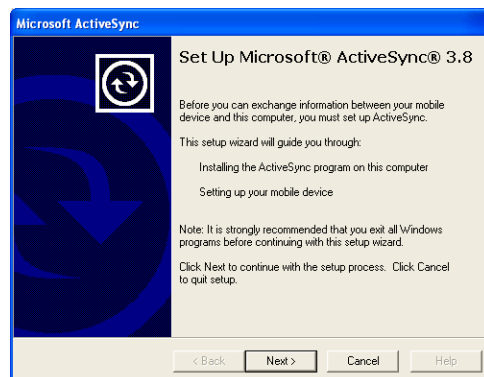 Microsoft ActiveSync
Set Up Microsoft® ActiveSync® 3.8
Before you can exchange information between your mobile
device and this computer, you must set up ActiveSync.
This setup wizard will guide you through:
Installing the ActiveSync program on this computer
Setting up your mobile device
Note: It is strongly recommended that you exit all Windows
programs before continuing with this setup wizard.
Click Next to continue with the setup process. Click Cancel
to quit setup.
< Back Next > Cancel Help